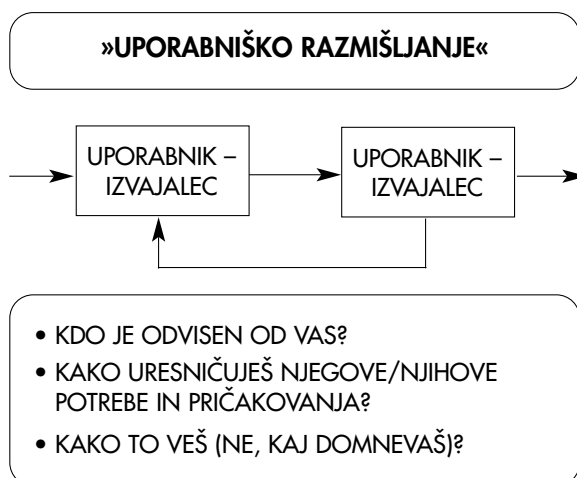 »UPORABNIŠKO RAZMIŠLJANJE«
UPORABNIK –
IZVAJALEC
UPORABNIK –
IZVAJALEC
• KDO JE ODVISEN OD VAS?
• KAKO URESNIČUJEŠ NJEGOVE/NJIHOVE
POTREBE IN PRIČAKOVANJA?
• KAKO TO VEŠ (NE, KAJ DOMNEVAŠ)?